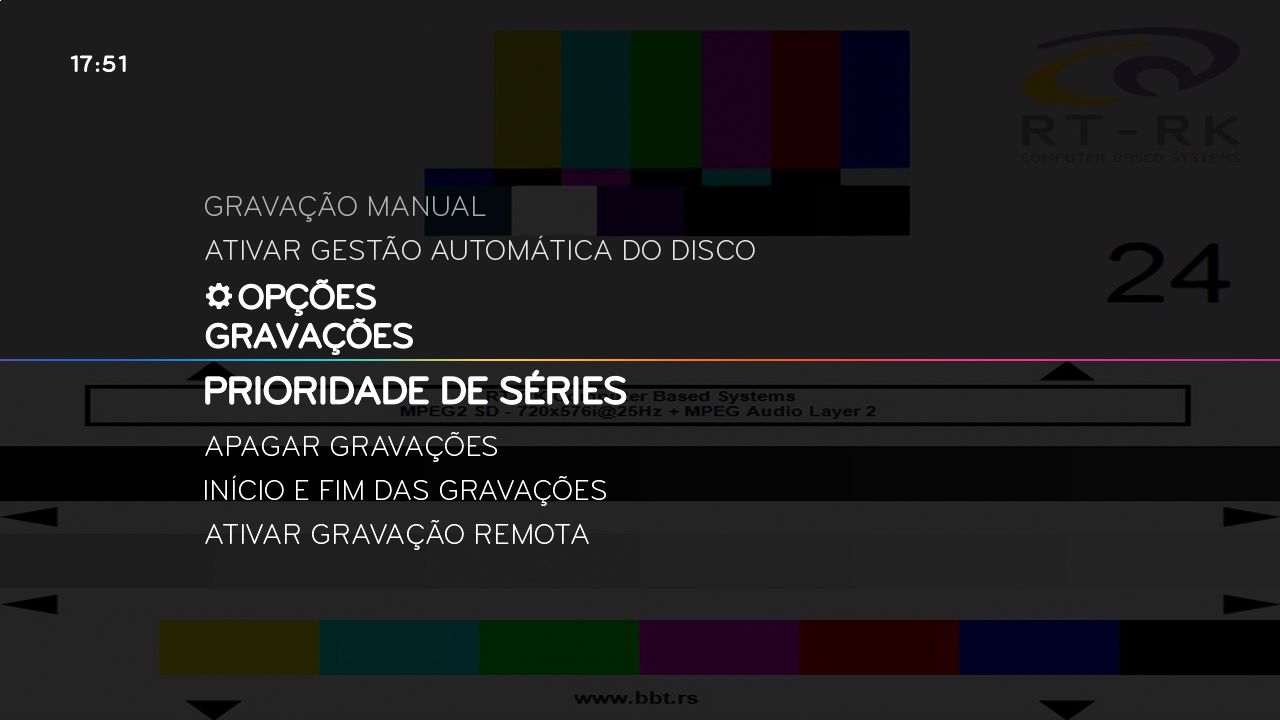 17:51
RT-RK
COMPUTER BASED SYSTEMS
GRAVAÇÃO MANUAL
ATIVAR GESTÃO AUTOMÁTICA DO DISCO
24
OPÇÕES
GRAVAÇÕES
PRIORIDADE DE SÉRIES
Based Systems
MPEG2 SD - 720x576i@25Hz + MPEG Audio Layer 2
APAGAR GRAVAÇÕES
INÍCIO E FIM DAS GRAVAÇÕES
ATIVAR GRAVAÇÃO REMOTA
www.bbt.rs